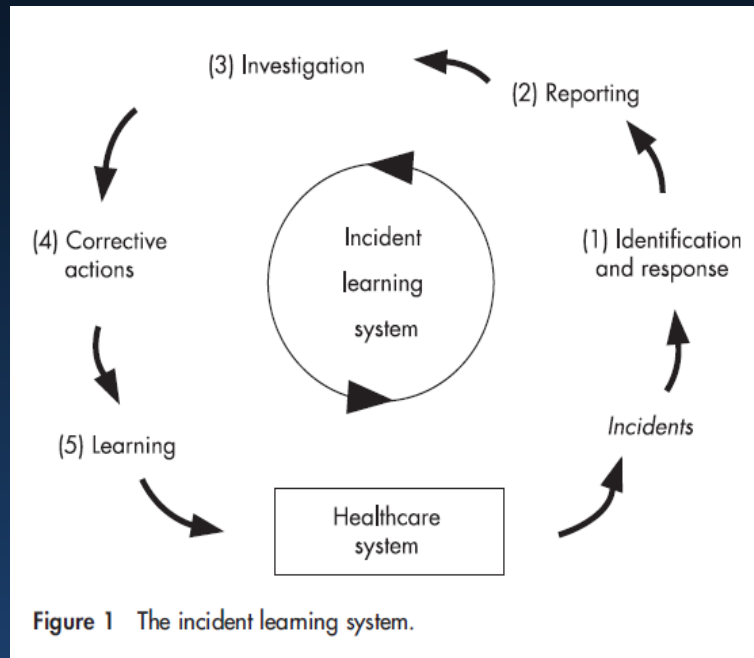 (3) Investigation
(2) Reporting
(4) Corrective
actions
Incident
learning
system
(1) Identification
and response
(5) Learning
Incidents
Healthcare
system
Figure 1 The incident learning system.